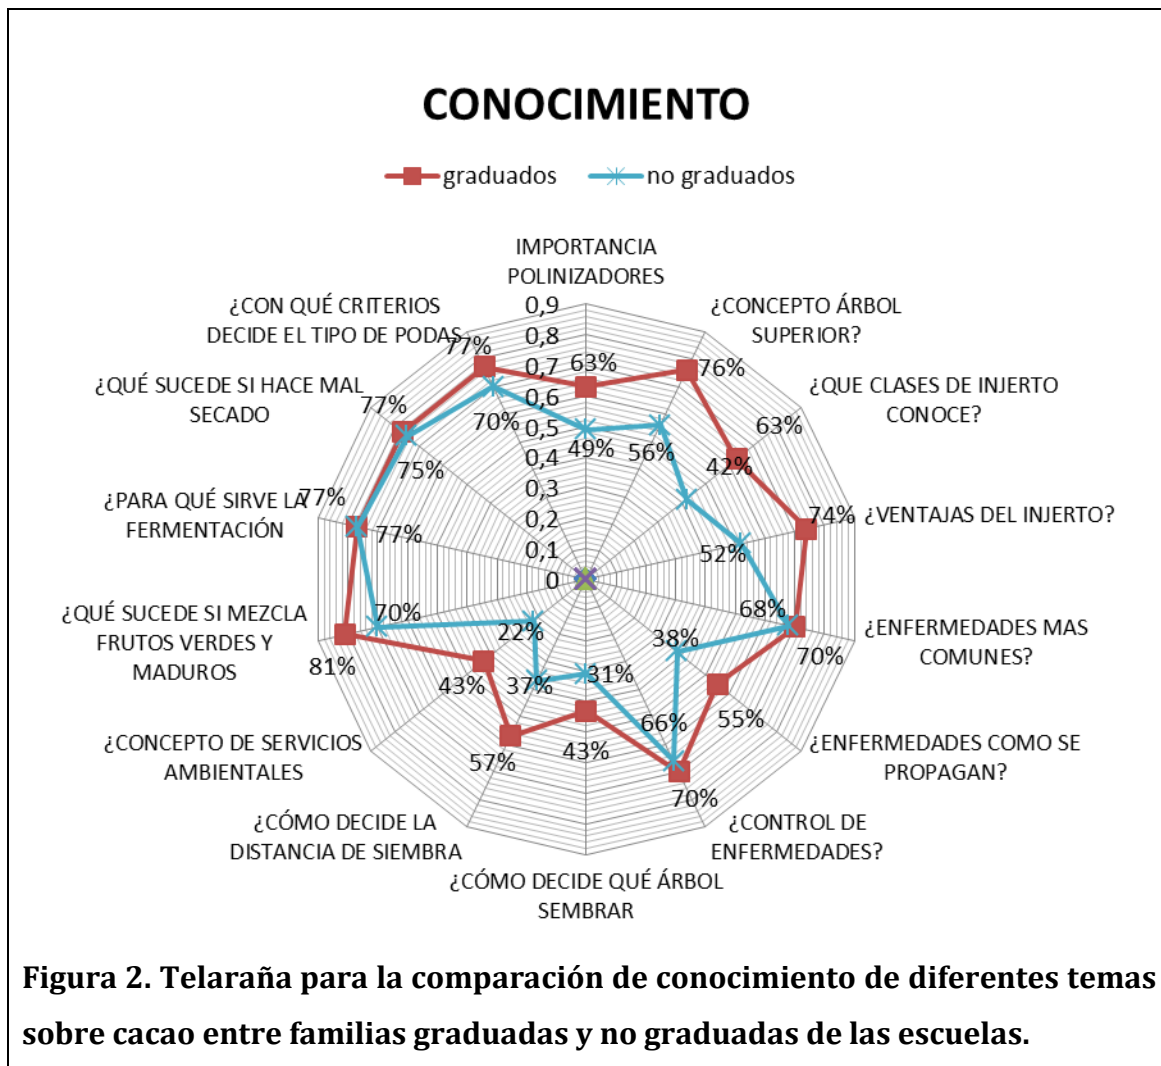 CONOCIMIENTO
graduados
no graduados
IMPORTANCIA
POLINIZADORES
¿CON QUÉ CRITERIOS
DECIDE EL TIPO DE PODAS
¿CONCEPTO ÁRBOL
SUPERIOR?
¿QUÉ SUCEDE SI HACE MAL
SECADO
¿QUE CLASES DE INJERTO
CONOCE?
¿PARA QUÉ SIRVE LA
FERMENTACIÓN
¿VENTAJAS DEL INJERTO?
¿QUÉ SUCEDE SI MEZCLA
FRUTOS VERDES Y
MADUROS
¿ENFERMEDADES MAS
COMUNES?
¿CONCEPTO DE SERVICIOS
AMBIENTALES
¿ENFERMEDADES COMO SE
PROPAGAN?
¿CÓMO DECIDE LA
DISTANCIA DE SIEMBRA
¿CONTROL DE
ENFERMEDADES?
¿CÓMO DECIDE QUÉ ÁRBOL
SEMBRAR
0,9
0,8
0,7
0,6
0,5
0,4
0,3
0,2
0,1
0
63%
76%
63%
74%
70%
55%
70%
43%
57%
43%
81%
77%
77%
77%
49%
56%
42%
52%
68%
38%
66%
31%
37%
22%
70%
77%
75%
70%
Figura 2. Telaraña para la comparación de conocimiento de diferentes temas
sobre cacao entre familias graduadas y no graduadas de las escuelas.